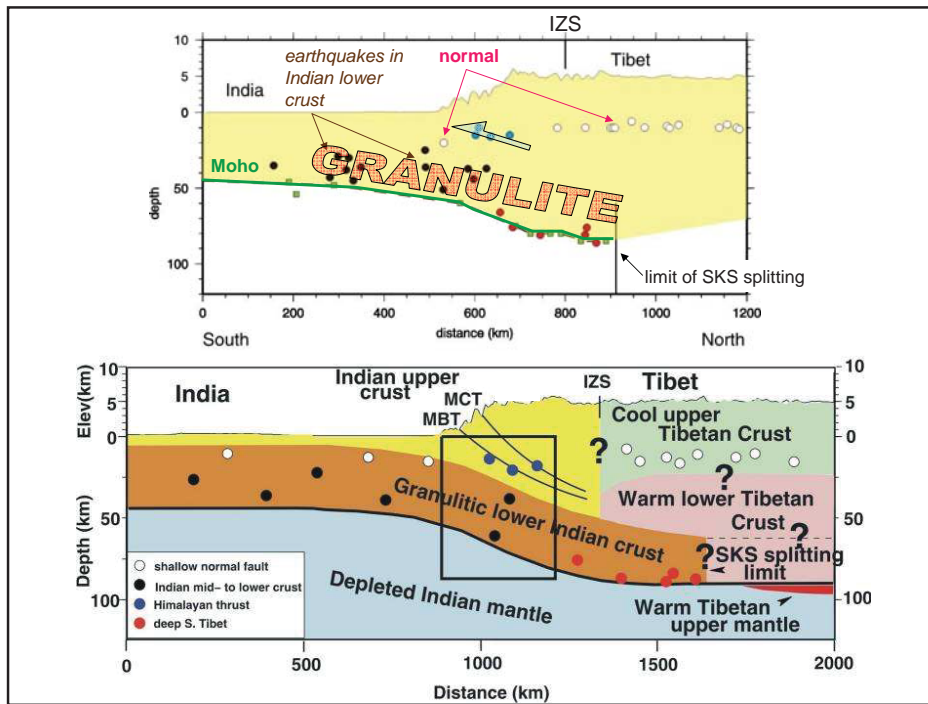 IZS
10
5
0
50
100
depth
India
earthquakes in
Indian lower
crust
normal
Tibet
Moho
GRANULITE
limit of SKS splitting
0
200
400
600
800
1000
1200
South
distance (km)
North
10
5
0
50
100
Elev(km)
Depth(km)
India
Indian upper
crust
MCT
MBT
IZS
Tibet
10
5
0
50
100
Cool upper
Tibetan Crust
?
?
Warm lower Tibetan
Crust
?
Granulitic lower Indian crust
?
SKS splitting
limit
Depleted Indian mantle
Warm Tibetan
upper mantle
shallow normal fault
Indian mid- to lower crust
Himalayan thrust
deep S. Tibet
0
500
1000
1500
2000
Distance (km)